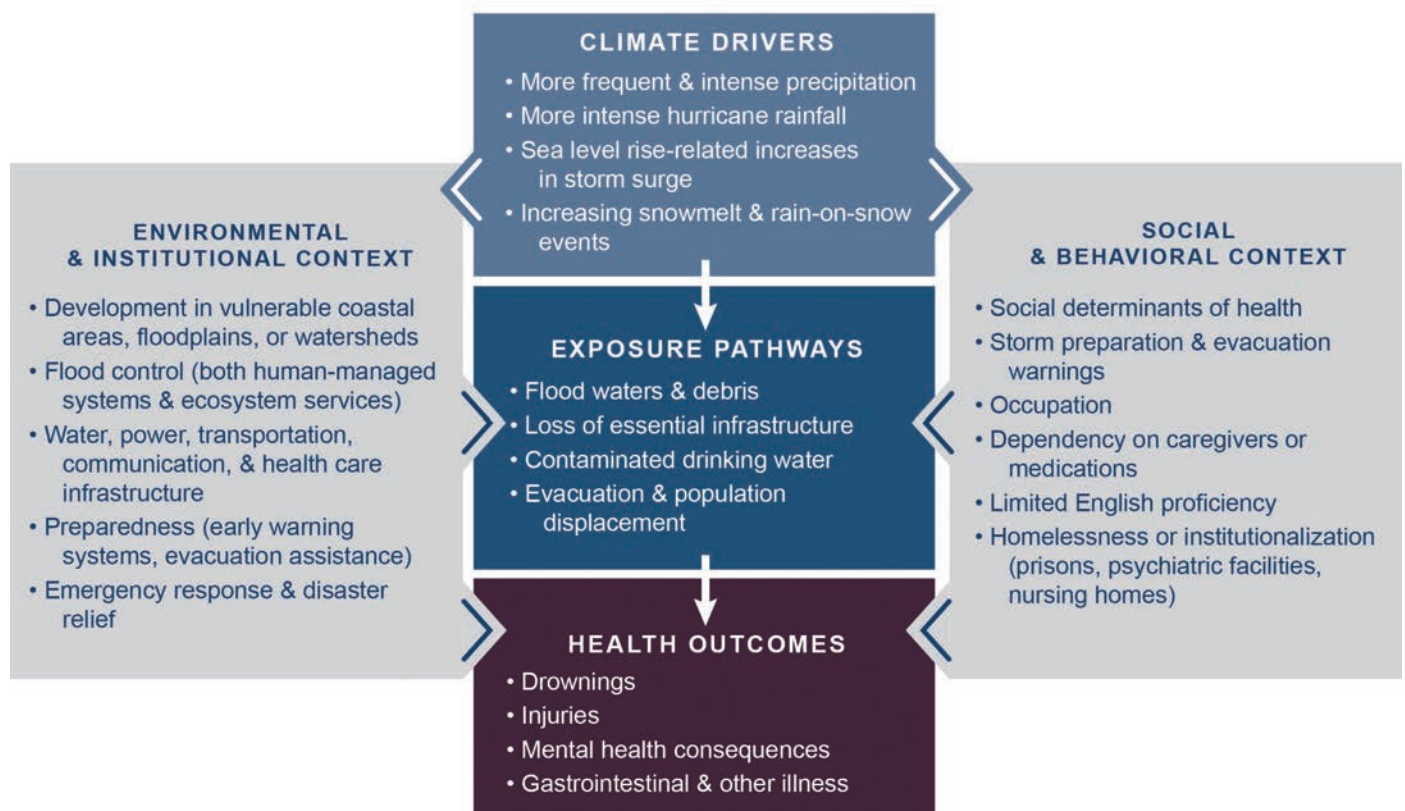 CLIMATE DRIVERS
• More frequent & intense precipitation
• More intense hurricane rainfall
• Sea level rise-related increases
in storm surge
• Increasing snowmelt & rain-on-snow
events
ENVIRONMENTAL
& INSTITUTIONAL CONTEXT
• Development in vulnerable coastal
areas, floodplains, or watersheds
• Flood control (both human-managed
systems & ecosystem services)
• Water, power, transportation,
communication, & health care
infrastructure
• Preparedness (early warning
systems, evacuation assistance)
• Emergency response & disaster
relief
EXPOSURE PATHWAYS
• Flood waters & debris
• Loss of essential infrastructure
• Contaminated drinking water
• Evacuation & population
displacement
SOCIAL
& BEHAVIORAL CONTEXT
• Social determinants of health
• Storm preparation & evacuation
warnings
• Occupation
• Dependency on caregivers or
medications
• Limited English proficiency
• Homelessness or institutionalization
(prisons, psychiatric facilities,
nursing homes)
HEALTH OUTCOMES
• Drownings
• Injuries
• Mental health consequences
• Gastrointestinal & other illness